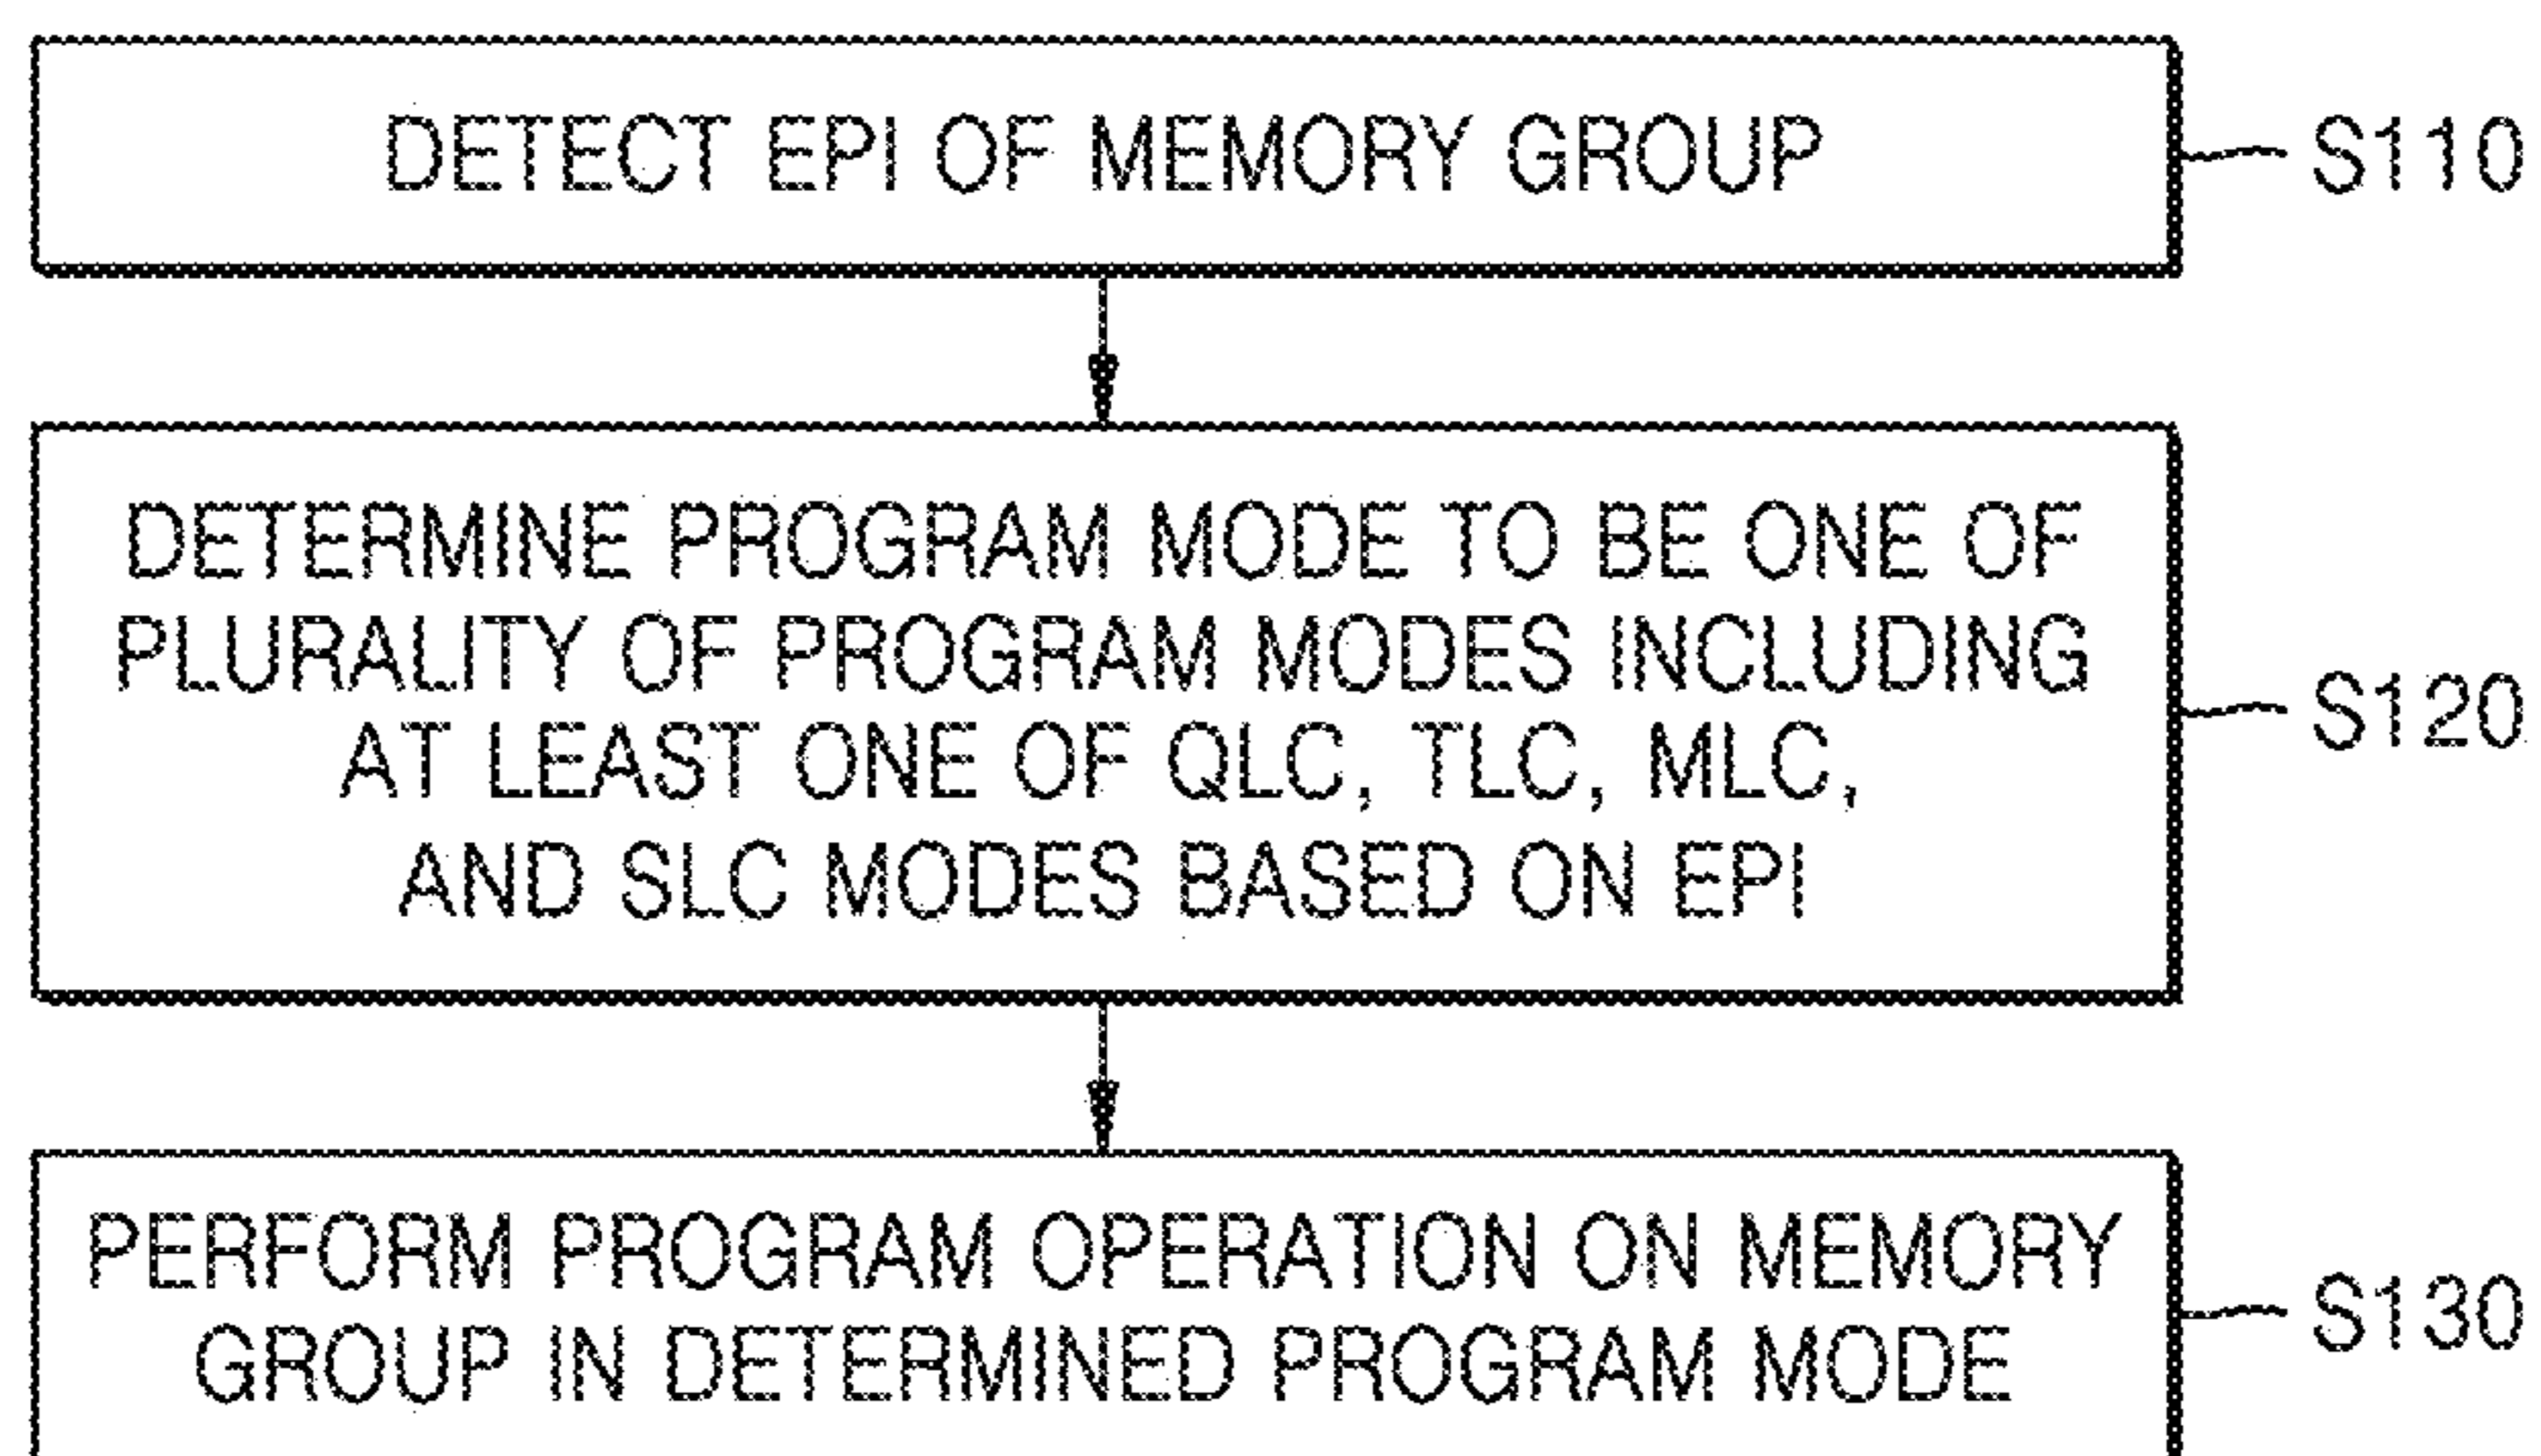 DETECT EPI OF MEMORY GROUP
S110
DETERMINE PROGRAM MODE TO BE ONE OF
PLURALITY OF PROGRAM MODES INCLUDING
AT LEAST ONE OF QLC, TLC, MLC,
AND SLC MODES BASED ON EPI
S120
PERFORM PROGRAM OPERATION ON MEMORY
GROUP IN DETERMINED PROGRAM MODE
S130